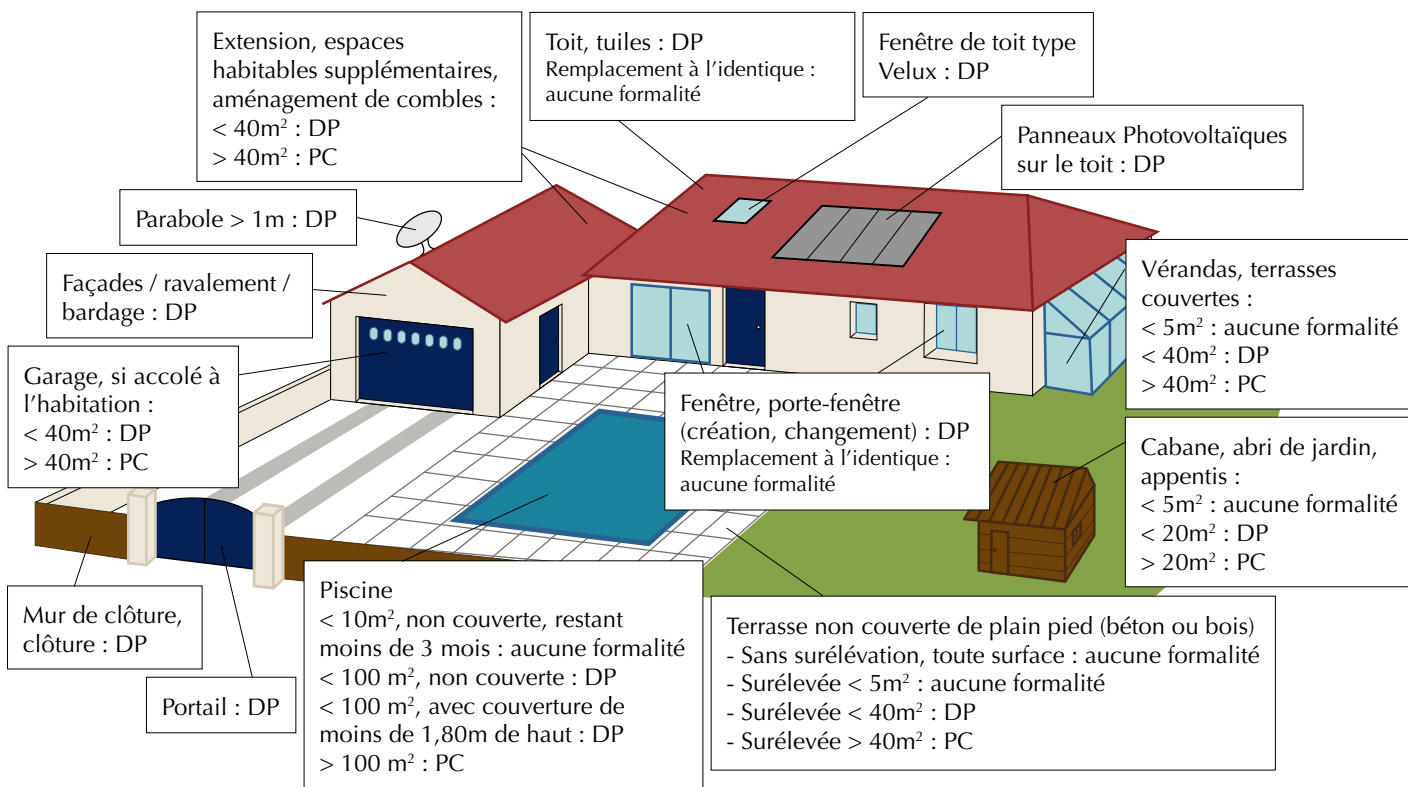 Extension, espaces
habitables supplémentaires,
aménagement de combles :
< 40m² : DP
> 40m² : PC
Toit, tuiles : DP
Remplacement à l'identique :
aucune formalité
Fenêtre de toit type
Velux : DP
Panneaux Photovoltaïques
sur le toit : DP
Parabole > 1m : DP
Façades / ravalement /
bardage : DP
Vérandas, terrasses
couvertes :
< 5m² : aucune formalité
< 40m² : DP
> 40m² : PC
Garage, si accolé à
l'habitation :
< 40m² : DP
> 40m² : PC
Fenêtre, porte-fenêtre
(création, changement) : DP
Remplacement à l'identique :
aucune formalité
Cabane, abri de jardin,
appentis :
< 5m² : aucune formalité
< 20m² : DP
> 20m² : PC
Mur de clôture,
clôture : DP
Portail : DP
Piscine
< 10m², non couverte, restant
moins de 3 mois : aucune formalité
< 100 m², non couverte : DP
< 100 m², avec couverture de
moins de 1,80m de haut : DP
> 100 m² : PC
Terrasse non couverte de plain pied (béton ou bois)
- Sans surélévation, toute surface : aucune formalité
- Surélevée < 5m² : aucune formalité
- Surélevée < 40m² : DP
- Surélevée > 40m² : PC